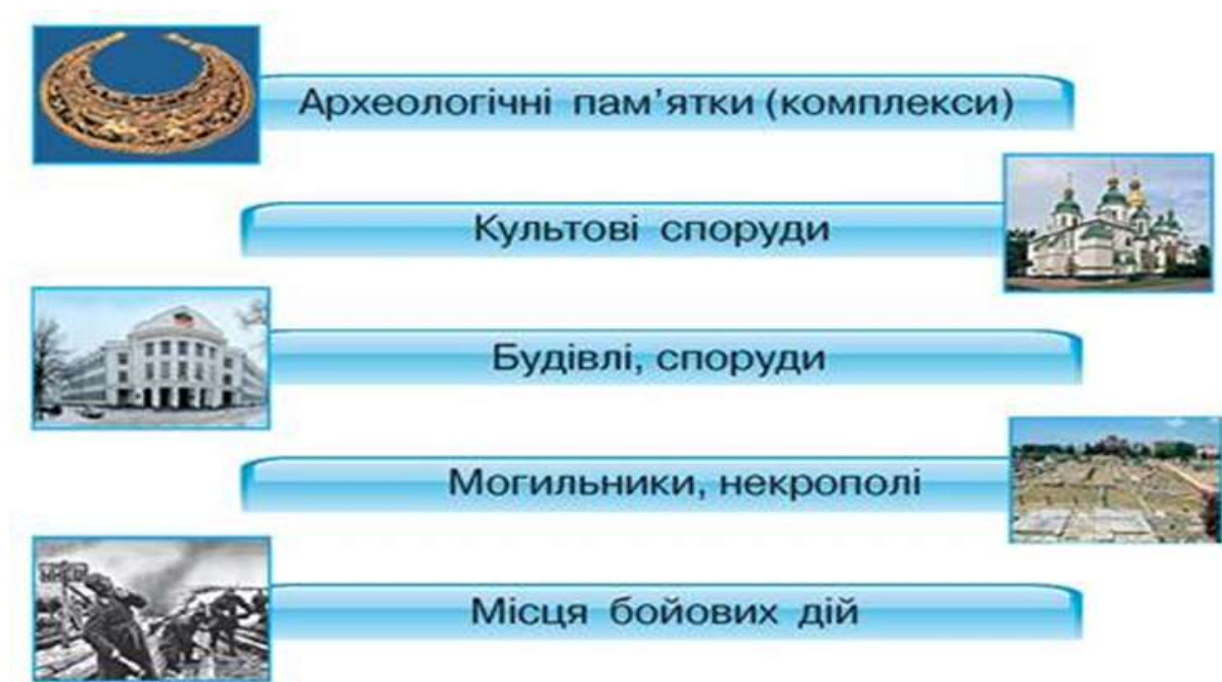 Археологічні пам’ятки (комплекси)
Культові споруди
Будівлі, споруди
Могильники, некрополі
Місця бойових дій